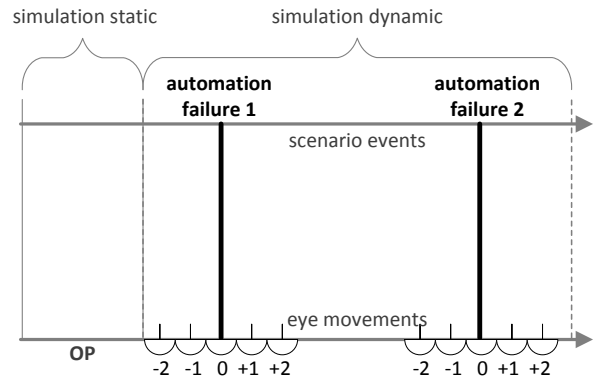 simulation static
simulation dynamic
automation
failure 1
automation
failure 2
scenario events
eye movements
OP
-2 -1 0 +1 +2
-2 -1 0 +1 +2